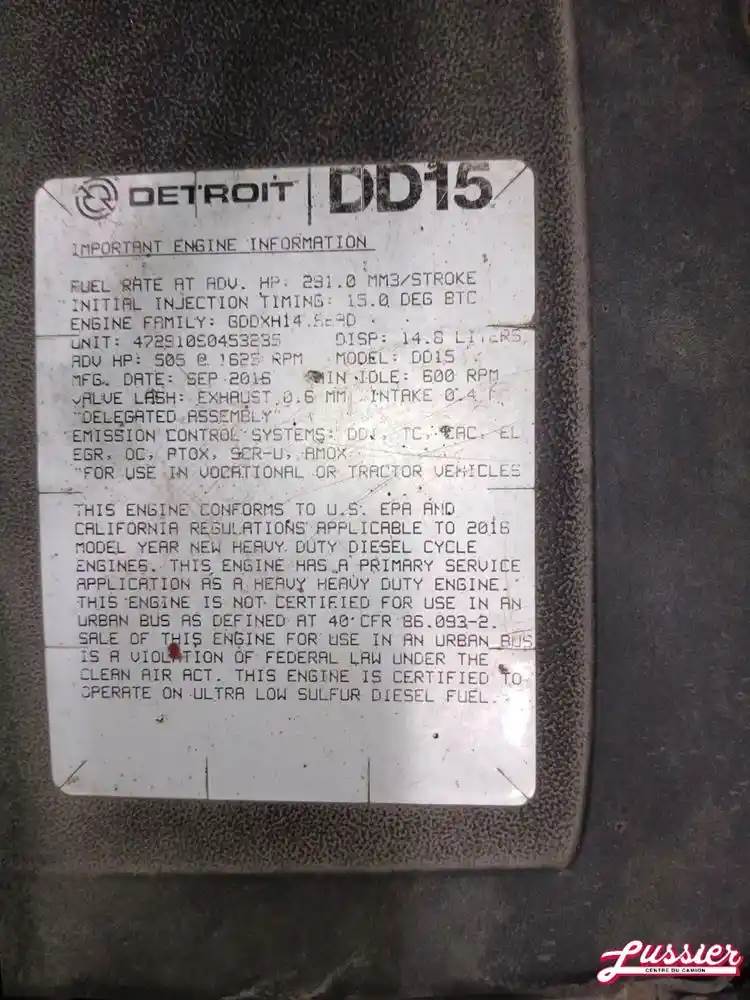 DETROIT DD15
IMPORTANT ENGINE INFORMATION
FUEL RATE AT ADV. HP: 291.0 MM3/STROKE
INITIAL INJECTION TIMING: 15.0 DEG BTC
ENGINE FAMILY:
UNIT: DISP: 14.8 LITERS
ADV HP: 505 @ 1625 RPM MODEL: DD15
MFG. DATE: SEP 2016 MIN IDLE: 600 RPM
VALVE LASH: EXHAUST 0.6 MM INTAKE 0.4
"DELEGATED ASSEMBLY"
EMISSION CONTROL SYSTEMS: TC, EL
EGR, OC, PTOX, SCR-U, AMOX
"FOR USE IN VOCATIONAL OR TRACTOR VEHICLES
THIS ENGINE CONFORMS TO U.S. EPA AND
CALIFORNIA REGULATIONS APPLICABLE TO 2016
MODEL YEAR NEW HEAVY DUTY DIESEL CYCLE
ENGINES. THIS ENGINE HAS A PRIMARY SERVICE
APPLICATION AS A HEAVY HEAVY DUTY ENGINE.
THIS ENGINE IS NOT CERTIFIED FOR USE IN AN
URBAN BUS AS DEFINED AT 40 CFR 86.093-2.
SALE OF THIS ENGINE FOR USE IN AN URBAN BUS
IS A VIOLATION OF FEDERAL LAW UNDER THE
CLEAN AIR ACT. THIS ENGINE IS CERTIFIED TO
OPERATE ON ULTRA LOW SULFUR DIESEL FUEL.
Lussier
CENTRE DU CAMION